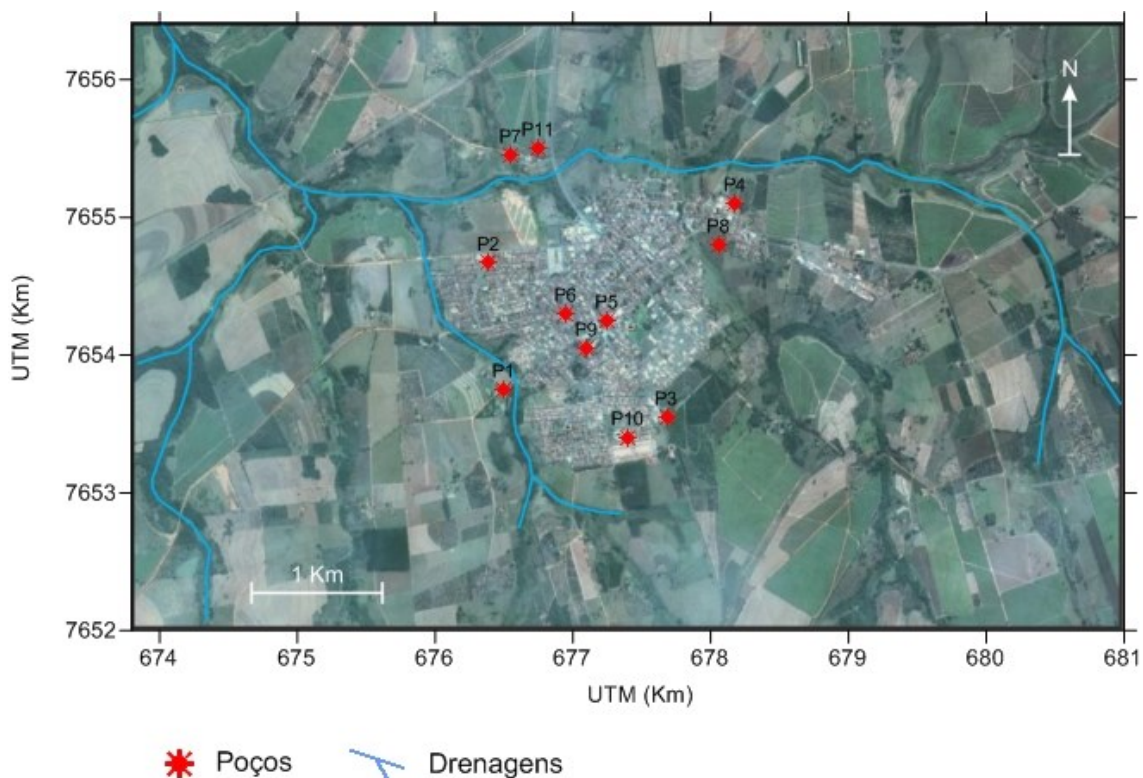 7656
N
P7 P11
P4
7655
P8
P2
P6 P5
P9
7654
P1
P3
P10
7653
1 Km
7652
674 675 676 677 678 679 680 681
UTM (Km)
UTM (Km)
Poços Drenagens